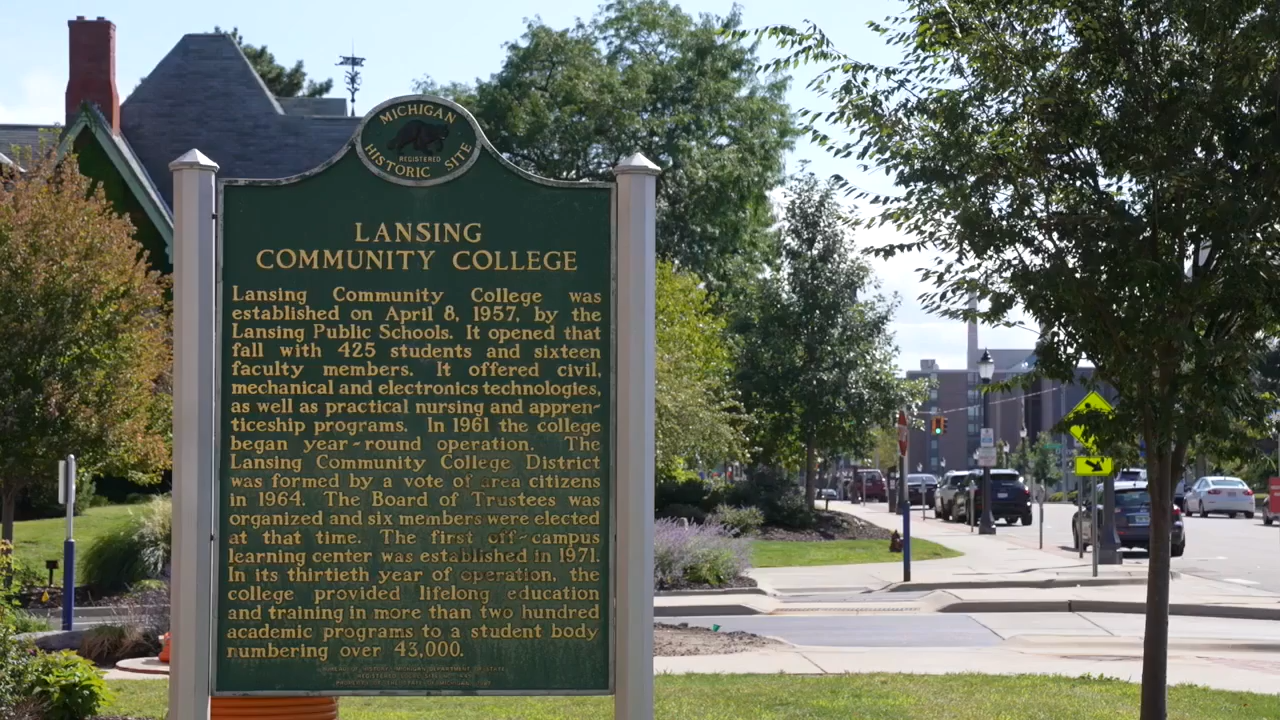 MICHIGAN
REGISTERED
HISTORIC SITE
LANSING
COMMUNITY COLLEGE
Lansing Community College was
established on April 8, 1957, by the
Lansing Public Schools. It opened that
fall with 425 students and sixteen
faculty members. It offered civil,
mechanical and electronics technologies,
as well as practical nursing and appren-
ticeship programs. In 1961 the college
began year-round operation. The
Lansing Community College District
was formed by a vote of area citizens
in 1964. The Board of Trustees was
organized and six members were elected
at that time. The first off-campus
learning center was established in 1971.
In its thirtieth year of operation, the
college provided lifelong education
and training in more than two hundred
academic programs to a student body
numbering over 43,000.